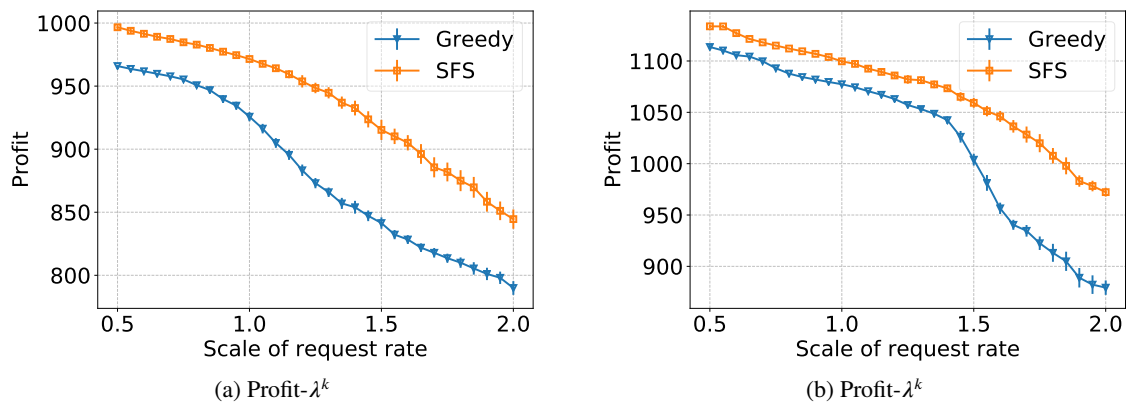 1000
950
900
850
800
Profit
Greedy
SFS
0.5 1.0 1.5 2.0
Scale of request rate
(a) Profit-λ^k
1100
1050
1000
950
900
Profit
Greedy
SFS
0.5 1.0 1.5 2.0
Scale of request rate
(b) Profit-λ^k